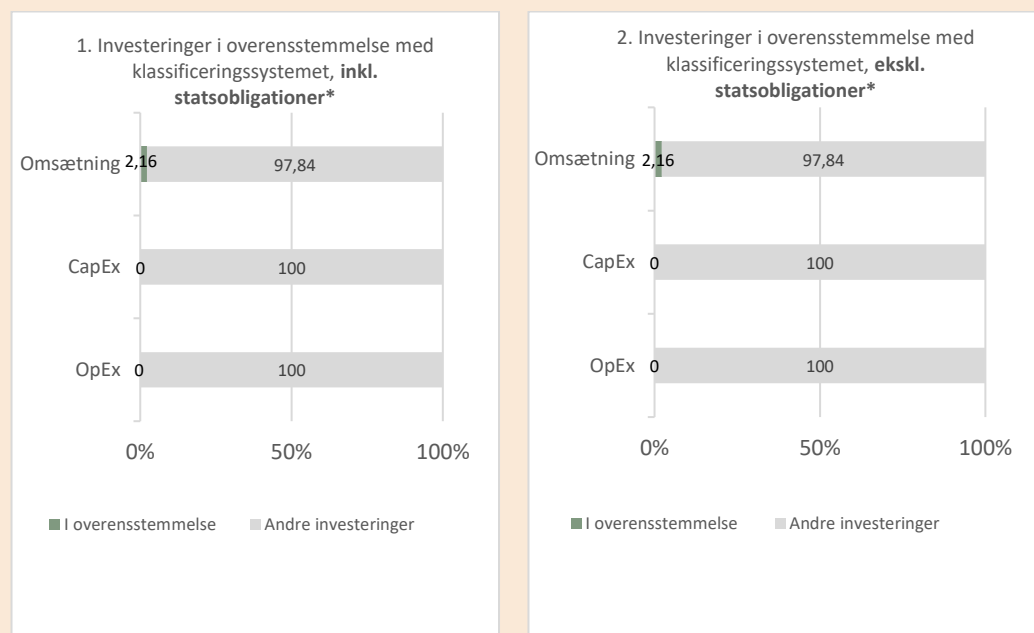 1. Investeringer i overensstemmelse med
klassificeringssystemet, inkl.
statsobligationer*
Omsætning 2,16 97,84
CapEx 0 100
OpEx 0 100
0% 50% 100%
I overensstemmelse Andre investeringer
2. Investeringer i overensstemmelse med
klassificeringssystemet, ekskl.
statsobligationer*
Omsætning 2,16 97,84
CapEx 0 100
OpEx 0 100
0% 50% 100%
I overensstemmelse Andre investeringer